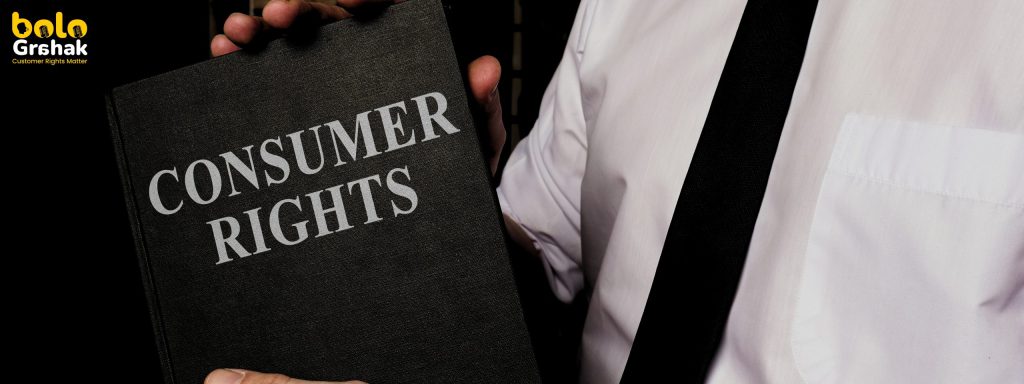 bolo
Grahak
Customer Rights Matter
CONSUMER
RIGHTS